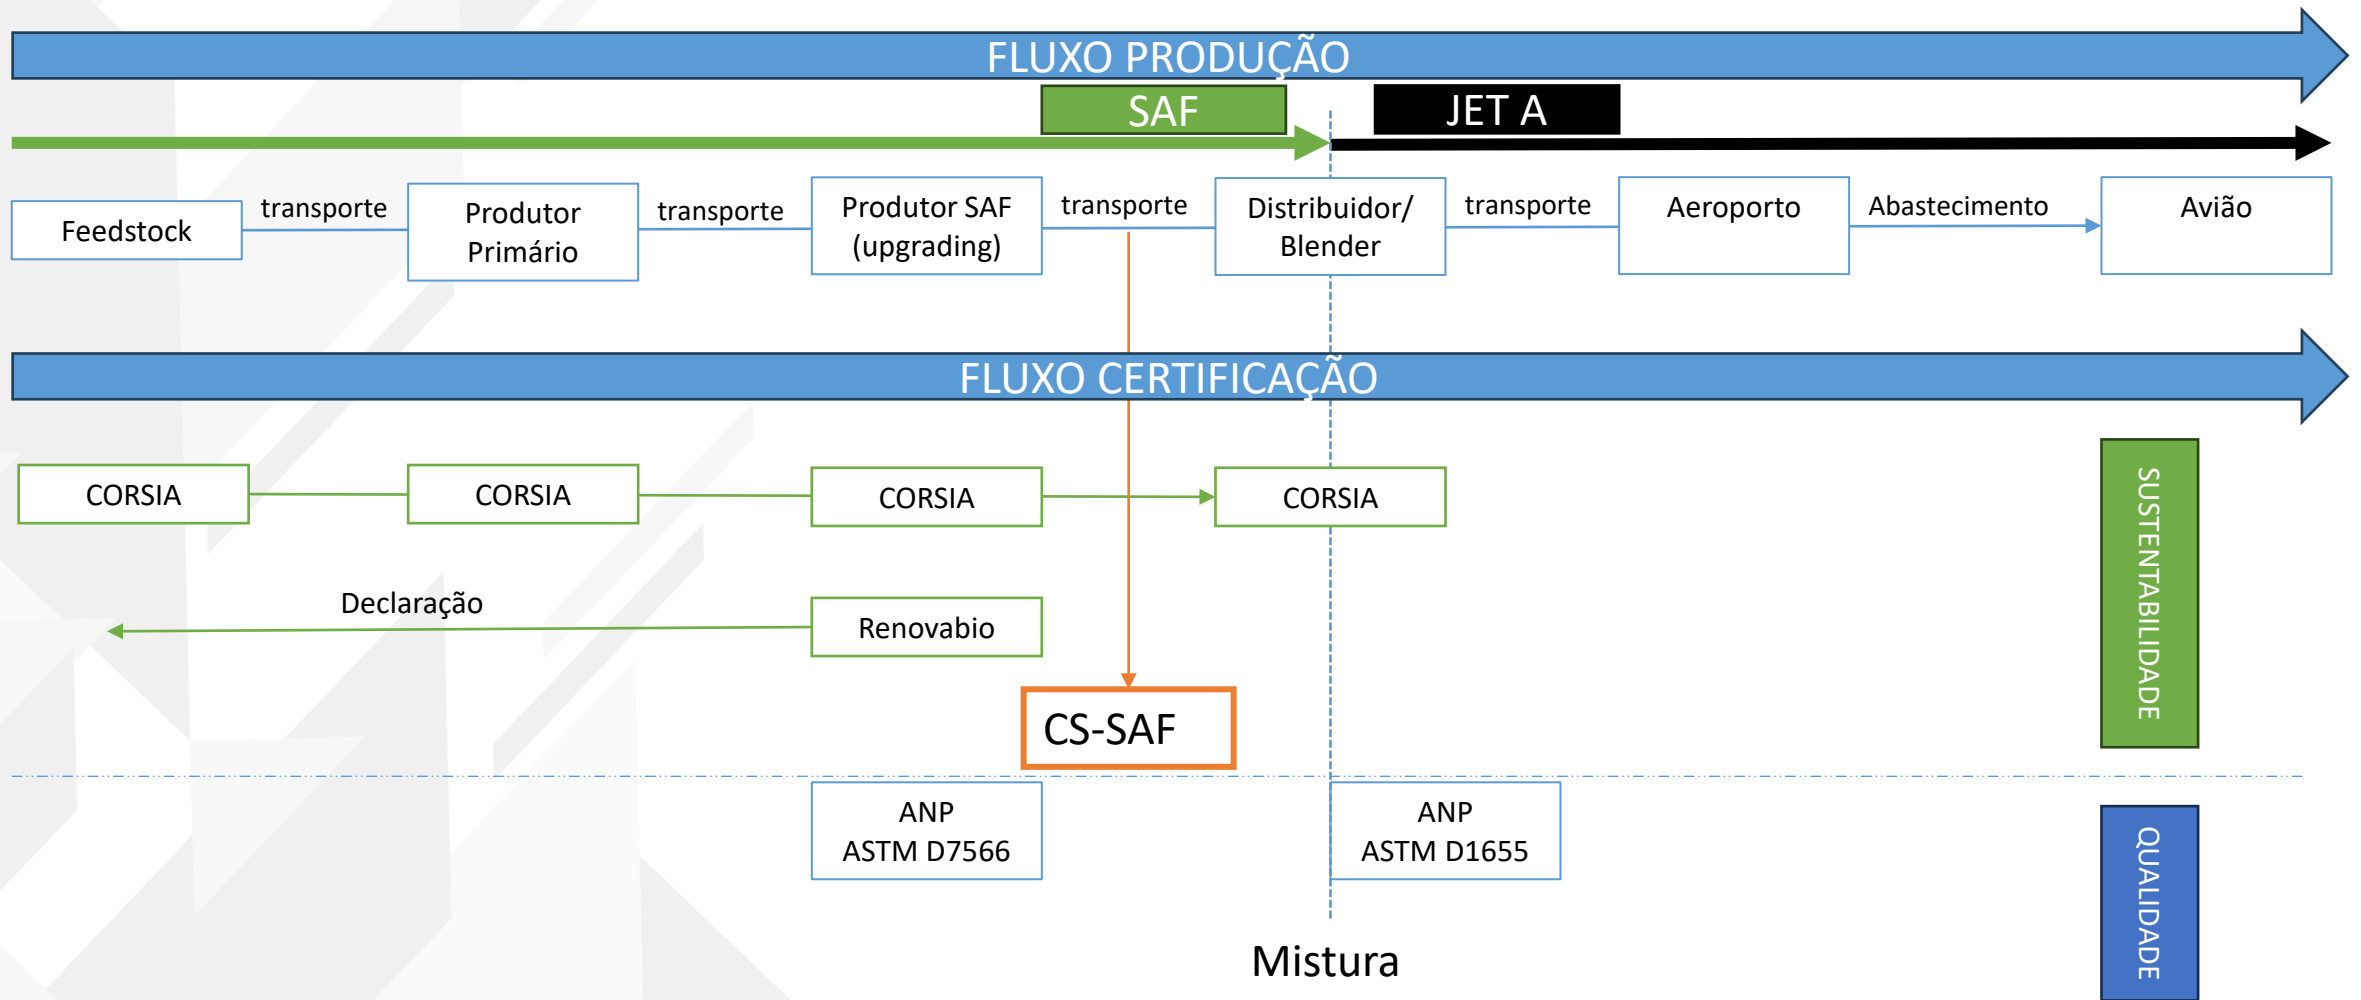 FLUXO PRODUÇÃO
SAF
JET A
Feedstock
transporte
Produtor
Primário
transporte
Produtor SAF
(upgrading)
transporte
Distribuidor/
Blender
transporte
Aeroporto
Abastecimento
Avião
FLUXO CERTIFICAÇÃO
CORSIA
CORSIA
CORSIA
CORSIA
SUSTENTABILIDADE
Declaração
Renovabio
CS-SAF
ANP
ASTM D7566
ANP
ASTM D1655
QUALIDADE
Mistura